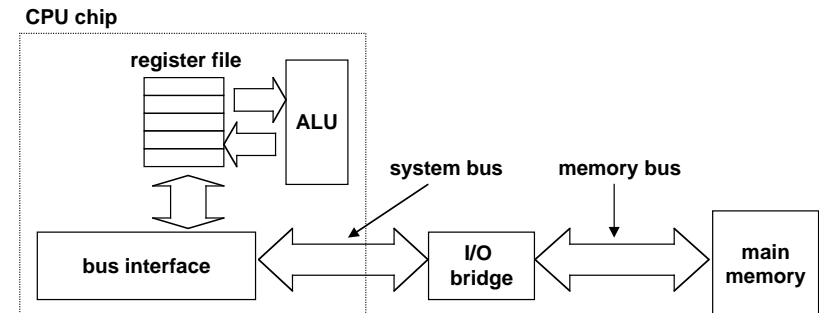 CPU chip
register file
ALU
system bus
memory bus
bus interface
I/O
bridge
main
memory